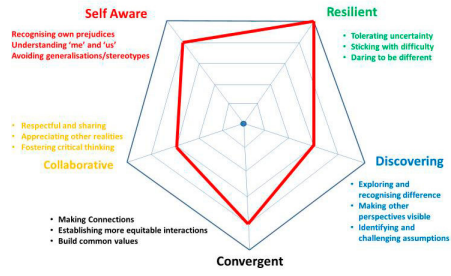 Self Aware
Recognising own prejudices
Understanding 'me' and 'us'
Avoiding generalisations/stereotypes
Resilient
• Tolerating uncertainty
• Sticking with difficulty
• Daring to be different
• Respectful and sharing
• Appreciating other realities
• Fostering critical thinking
Collaborative
Discovering
• Exploring and
recognising difference
• Making other
perspectives visible
• Identifying and
challenging assumptions
• Making Connections
• Establishing more equitable interactions
• Build common values
Convergent